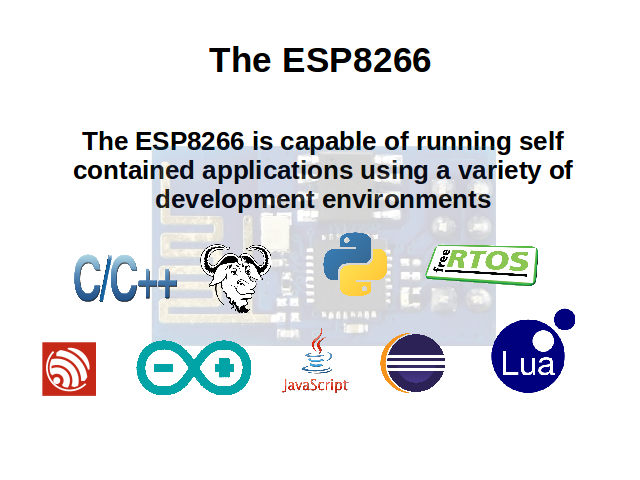 The ESP8266
The ESP8266 is capable of running self
contained applications using a variety of
development environments
C/C++
free RTOS
JavaScript
Lua